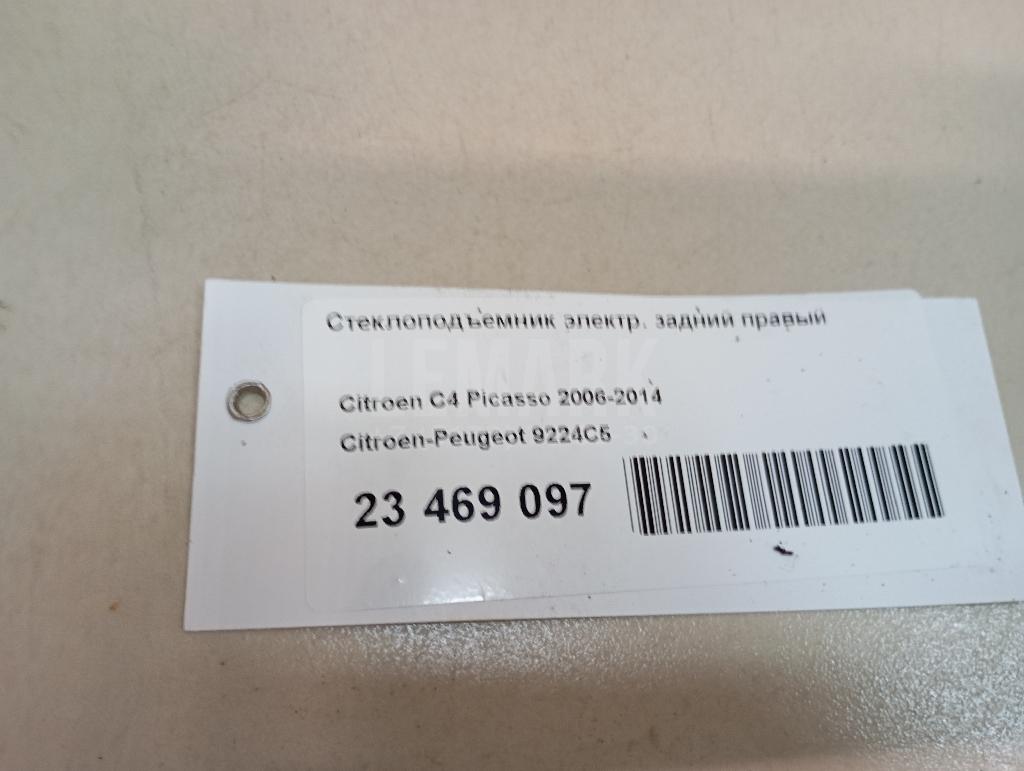 Стеклоподъемник электр. задний правый
LEMARK
Citroen C4 Picasso 2006-2014
Citroen-Peugeot 9224C5
23 469 097